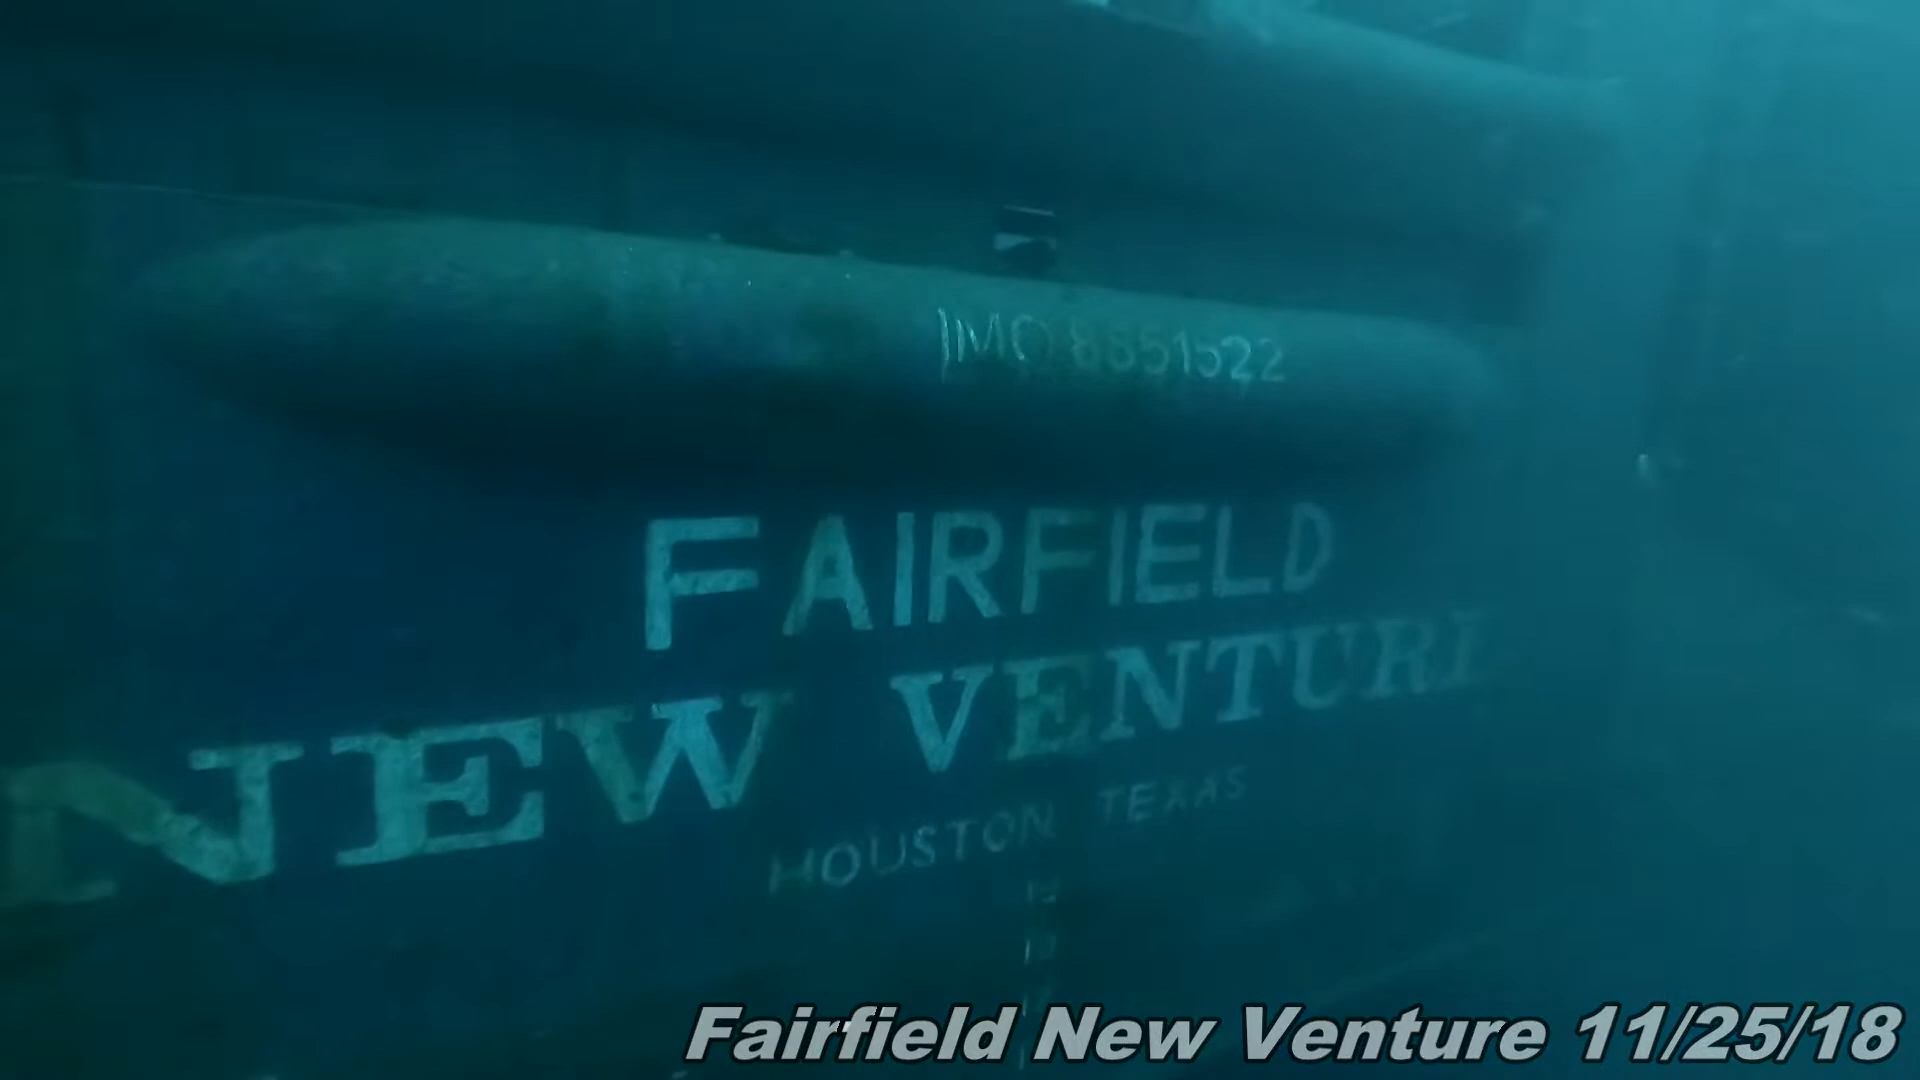 IMO 8851522
FAIRFIELD
NEW VENTURE
HOUSTON TEXAS
Fairfield New Venture 11/25/18